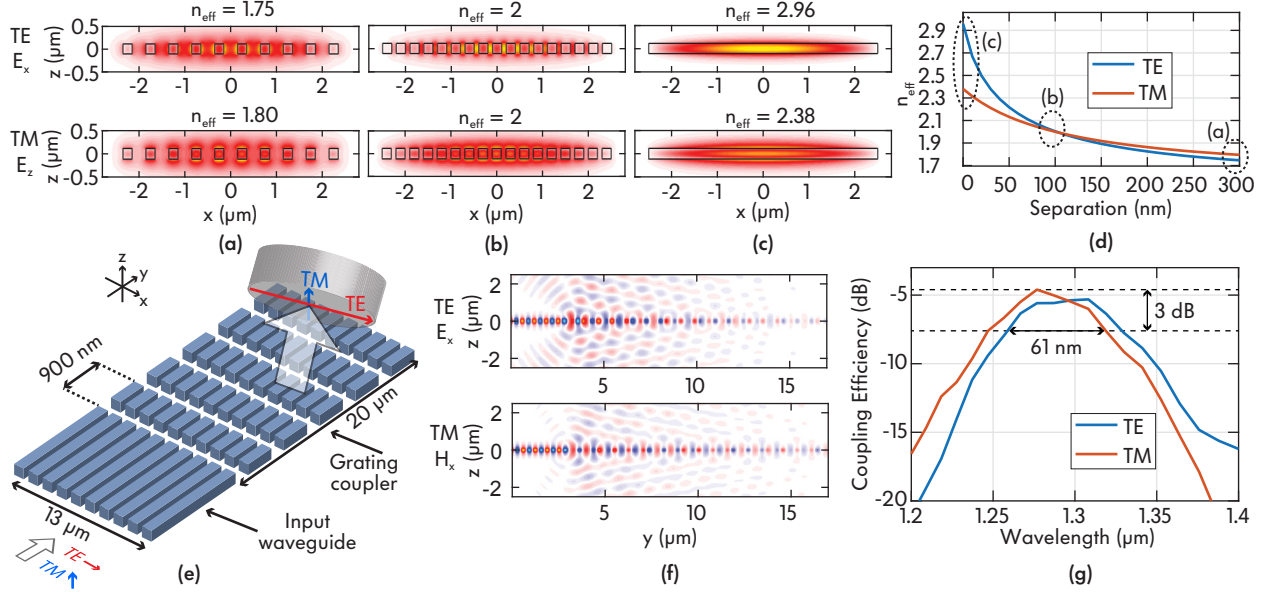 n_eff = 1.75
n_eff = 2
n_eff = 2.96
TE
E_x
z (μm)
0.5
0
-0.5
-2 -1 0 1 2
-2 -1 0 1 2
-2 -1 0 1 2
n_eff = 1.80
n_eff = 2
n_eff = 2.38
TM
E_z
z (μm)
0.5
0
-0.5
-2 -1 0 1 2
-2 -1 0 1 2
-2 -1 0 1 2
x (μm)
x (μm)
x (μm)
(a)
(b)
(c)
n_eff
2.9
2.7
2.5
2.3
2.1
1.9
1.7
(c)
(b)
(a)
TE
TM
0 50 100 150 200 250 300
Separation (nm)
(d)
z
y
x
TM
TE
900 nm
20 μm
Grating
coupler
13 μm
Input
waveguide
TE
TM
(e)
TE
E_x
z (μm)
2
0
-2
5 10 15
TM
H_x
z (μm)
2
0
-2
5 10 15
y (μm)
(f)
Coupling Efficiency (dB)
-5
-10
-15
-20
3 dB
61 nm
TE
TM
1.2 1.25 1.3 1.35 1.4
Wavelength (μm)
(g)